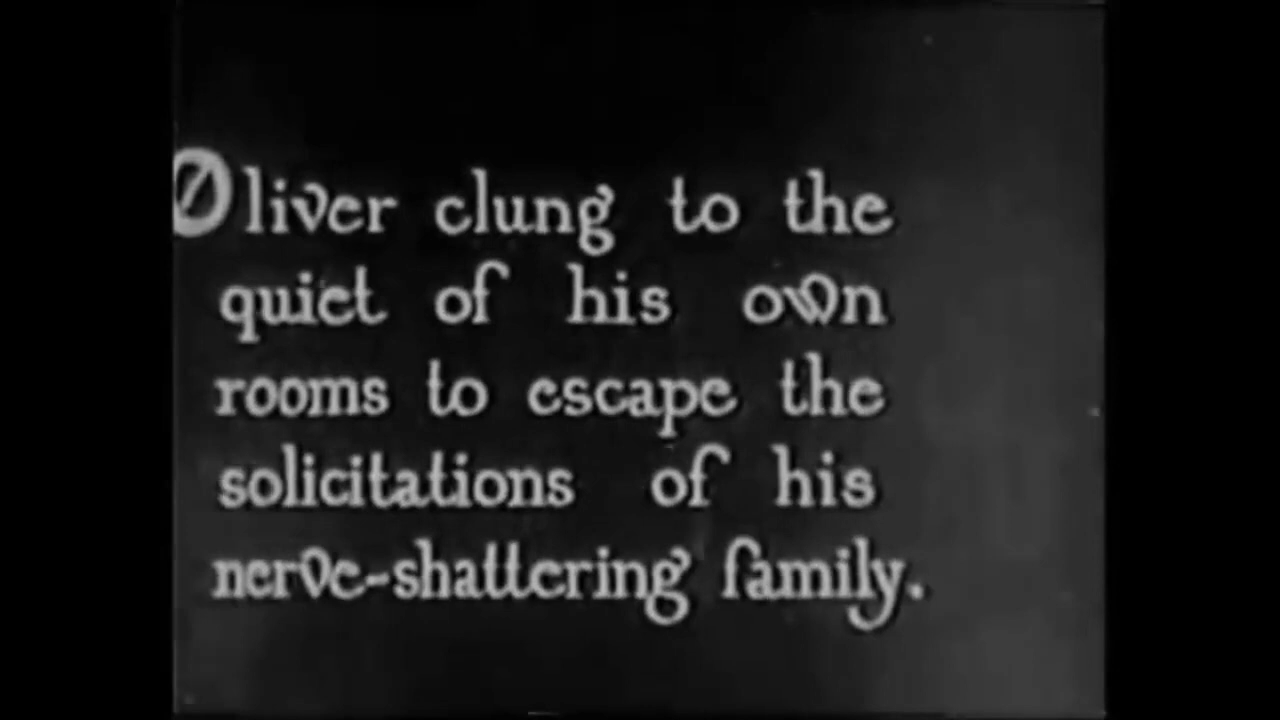 Oliver clung to the
quiet of his own
rooms to escape the
solicitations of his
nerve-shattering family.